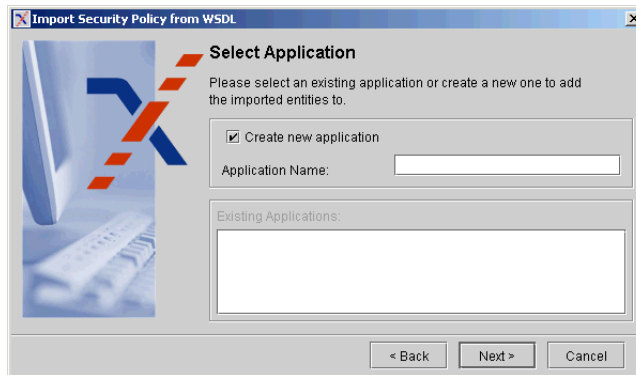 Import Security Policy from WSDL
Select Application
Please select an existing application or create a new one to add
the imported entities to.
Create new application
Application Name:
Existing Applications:
< Back
Next >
Cancel